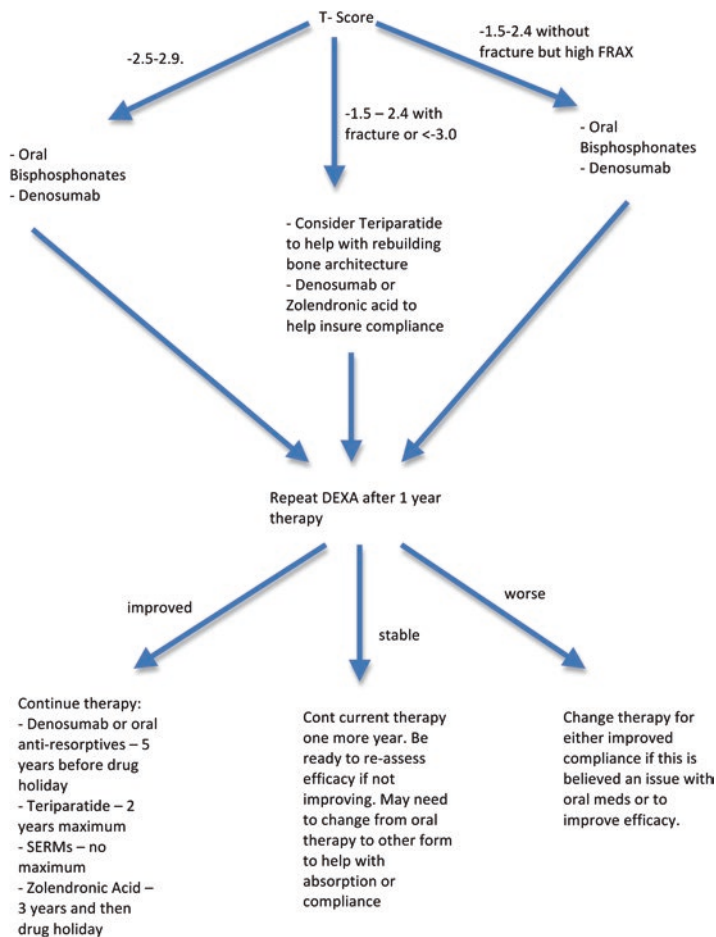 T- Score
-2.5-2.9.
-1.5-2.4 without
fracture but high FRAX
-1.5 – 2.4 with
fracture or <-3.0
- Oral
Bisphosphonates
- Denosumab
- Consider Teriparatide
to help with rebuilding
bone architecture
- Denosumab or
Zolendronic acid to
help insure compliance
- Oral
Bisphosphonates
- Denosumab
Repeat DEXA after 1 year
therapy
improved
stable
worse
Continue therapy:
- Denosumab or oral
anti-resorptives – 5
years before drug
holiday
- Teriparatide – 2
years maximum
- SERMs – no
maximum
- Zolendronic Acid –
3 years and then
drug holiday
Cont current therapy
one more year. Be
ready to re-assess
efficacy if not
improving. May need
to change from oral
therapy to other form
to help with
absorption or
compliance
Change therapy for
either improved
compliance if this is
believed an issue with
oral meds or to
improve efficacy.